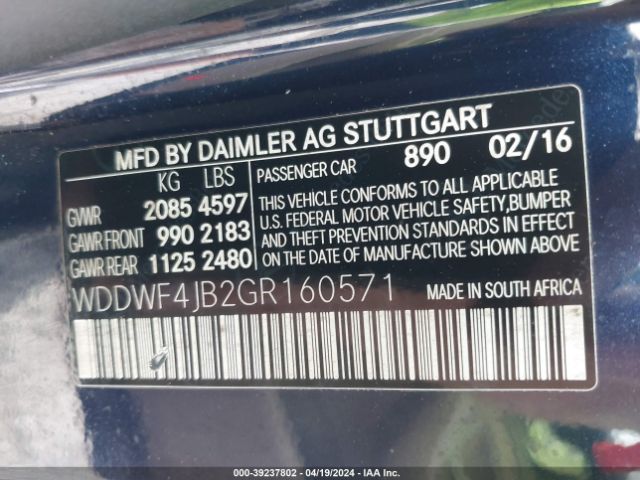 MFD BY DAIMLER AG STUTTGART
KG LBS
GVWR 2085 4597
GAWR FRONT 990 2183
GAWR REAR 1125 2480
PASSENGER CAR 890 02/16
THIS VEHICLE CONFORMS TO ALL APPLICABLE
U.S. FEDERAL MOTOR VEHICLE SAFETY,BUMPER
AND THEFT PREVENTION STANDARDS IN EFFECT
ON THE DATE OF MANUFACTURE SHOWN ABOVE
WDDWF4JB2GR160571 MADE IN SOUTH AFRICA
000-39237802 - 04/19/2024 - IAA Inc.